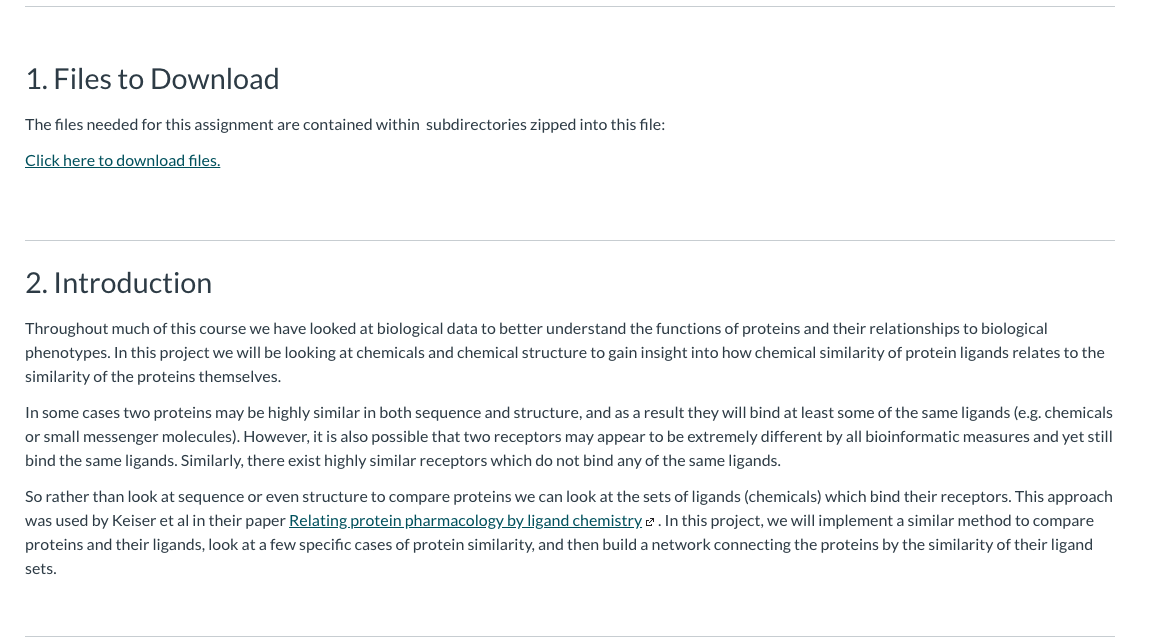 1. Files to Download
The files needed for this assignment are contained within  subdirectories zipped into this file:
Click here to download files.
2. Introduction
Throughout much of this course we have looked at biological data to better understand the functions of proteins and their relationships to biological
phenotypes. In this project we will be looking at chemicals and chemical structure to gain insight into how chemical similarity of protein ligands relates to the
similarity of the proteins themselves.
In some cases two proteins may be highly similar in both sequence and structure, and as a result they will bind at least some of the same ligands (e.g. chemicals
or small messenger molecules). However, it is also possible that two receptors may appear to be extremely different by all bioinformatic measures and yet still
bind the same ligands. Similarly, there exist highly similar receptors which do not bind any of the same ligands.
So rather than look at sequence or even structure to compare proteins we can look at the sets of ligands (chemicals) which bind their receptors. This approach
was used by Keiser et al in their paper Relating protein pharmacology by ligand chemistry . In this project, we will implement a similar method to compare
proteins and their ligands, look at a few specific cases of protein similarity, and then build a network connecting the proteins by the similarity of their ligand
sets.